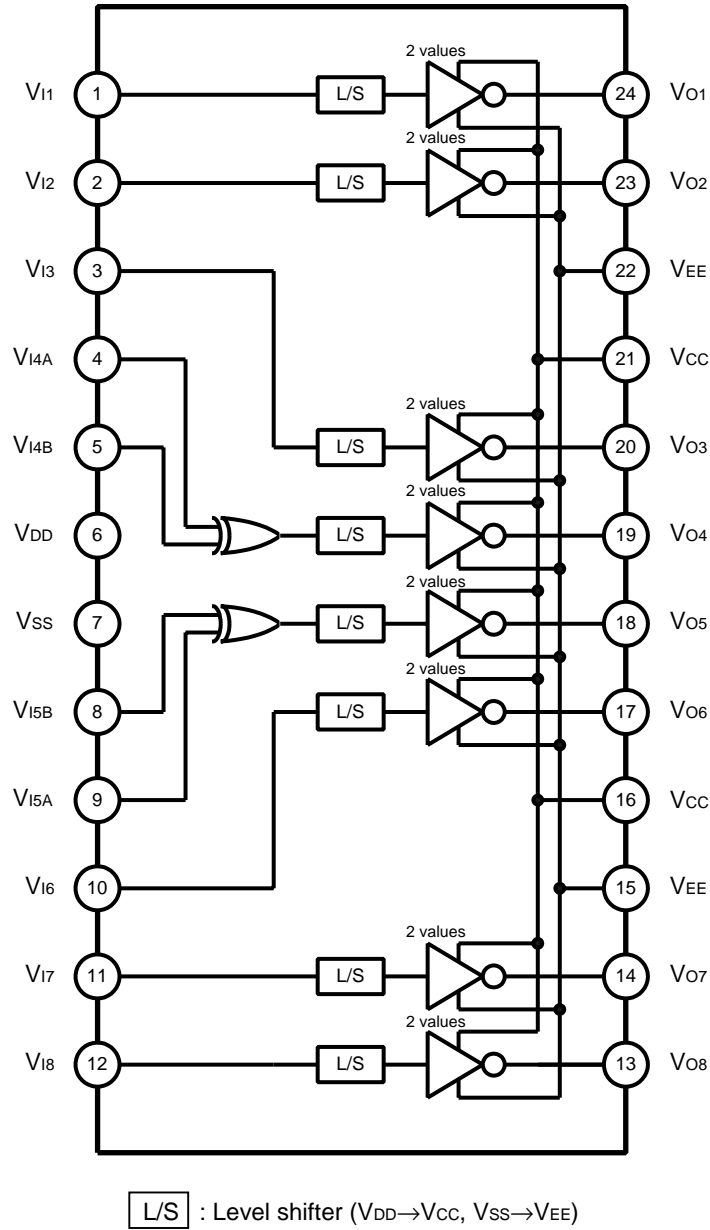 2 values
VI1 1 L/S 24 VO1
2 values
VI2 2 L/S 23 VO2
VI3 3 22 VEE
VI4A 4 21 VCC
2 values
VI4B 5 L/S 20 VO3
2 values
VDD 6 L/S 19 VO4
2 values
VSS 7 L/S 18 VO5
2 values
VI5B 8 L/S 17 VO6
VI5A 9 16 VCC
VI6 10 15 VEE
2 values
VI7 11 L/S 14 VO7
2 values
VI8 12 L/S 13 VO8
L/S : Level shifter (VDD→VCC, VSS→VEE)